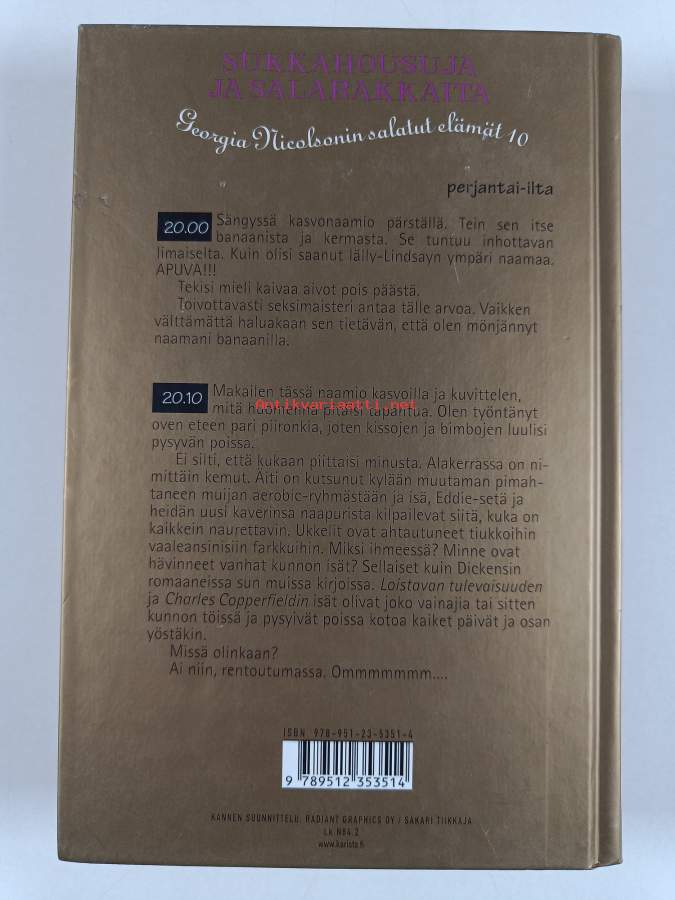 SUKKAHOUSUJA
JA SALARAKKAITA
Georgia Nicolsonin salatut elämät 10
perjantai-ilta
20.00 Sängyssä kasvonaamio pärställä. Tein sen itse
banaanista ja kermasta. Se tuntuu inhottavan
limaiselta. Kuin olisi saanut lälly-Lindsayn ympäri naamaa.
APUVA!!!
Tekisi mieli kaivaa aivot pois päästä.
Toivottavasti seksimaisteri antaa tälle arvoa. Vaikken
välttämättä haluakaan sen tietävän, että olen mönjännyt
naamani banaanilla.
20.10 Makailen tässä naamio kasvoilla ja kuvittelen,
mitä huomenna pitäisi tapahtua. Olen työntänyt
Antikvariaatti.net
oven eteen pari piironkia, joten kissojen ja bimbojen luulisi
pysyvän poissa.
Ei silti, että kukaan piittaisi minusta. Alakerrassa on ni-
mittäin kemut. Äiti on kutsunut kylään muutaman pimah-
taneen muijan aerobic-ryhmästään ja isä, Eddie-setä ja
heidän uusi kaverinsa naapurista kilpailevat siitä, kuka on
kaikkein naurettavin. Ukkelit ovat ahtautuneet tiukkoihin
vaaleansinisiin farkkuihin. Miksi ihmeessä? Minne ovat
hävinneet vanhat kunnon isät? Sellaiset kuin Dickensin
romaaneissa sun muissa kirjoissa. Loistavan tulevaisuuden
ja Charles Copperfieldin isät olivat joko vainajia tai sitten
kunnon töissä ja pysyivät poissa kotoa kaiket päivät ja osan
yöstäkin.
Missä olinkaan?
Ai niin, rentoutumassa. Ommmmmmm....
ISBN 978-951-23-5351-4
9 789512 353514
KANNEN SUUNNITTELU: RADIANT GRAPHICS OY / SAKARI TIIKKAJA
LK N84.2
www.karisto.fi